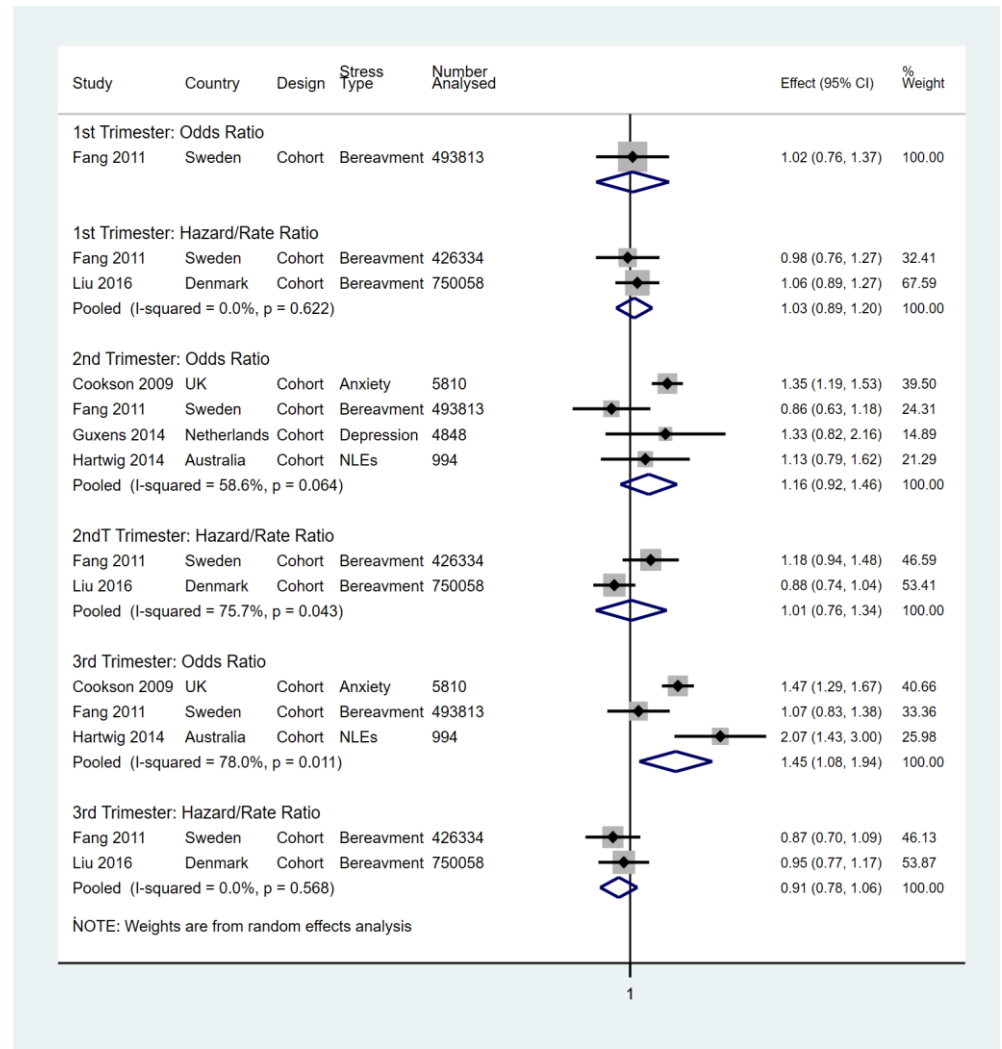 Study Country Design Stress Type Number Analysed Effect (95% CI) % Weight
1st Trimester: Odds Ratio
Fang 2011 Sweden Cohort Bereavment 493813 1.02 (0.76, 1.37) 100.00
1st Trimester: Hazard/Rate Ratio
Fang 2011 Sweden Cohort Bereavment 426334 0.98 (0.76, 1.27) 32.41
Liu 2016 Denmark Cohort Bereavment 750058 1.06 (0.89, 1.27) 67.59
Pooled (I-squared = 0.0%, p = 0.622) 1.03 (0.89, 1.20) 100.00
2nd Trimester: Odds Ratio
Cookson 2009 UK Cohort Anxiety 5810 1.35 (1.19, 1.53) 39.50
Fang 2011 Sweden Cohort Bereavment 493813 0.86 (0.63, 1.18) 24.31
Guxens 2014 Netherlands Cohort Depression 4848 1.33 (0.82, 2.16) 14.89
Hartwig 2014 Australia Cohort NLEs 994 1.13 (0.79, 1.62) 21.29
Pooled (I-squared = 58.6%, p = 0.064) 1.16 (0.92, 1.46) 100.00
2ndT Trimester: Hazard/Rate Ratio
Fang 2011 Sweden Cohort Bereavment 426334 1.18 (0.94, 1.48) 46.59
Liu 2016 Denmark Cohort Bereavment 750058 0.88 (0.74, 1.04) 53.41
Pooled (I-squared = 75.7%, p = 0.043) 1.01 (0.76, 1.34) 100.00
3rd Trimester: Odds Ratio
Cookson 2009 UK Cohort Anxiety 5810 1.47 (1.29, 1.67) 40.66
Fang 2011 Sweden Cohort Bereavment 493813 1.07 (0.83, 1.38) 33.36
Hartwig 2014 Australia Cohort NLEs 994 2.07 (1.43, 3.00) 25.98
Pooled (I-squared = 78.0%, p = 0.011) 1.45 (1.08, 1.94) 100.00
3rd Trimester: Hazard/Rate Ratio
Fang 2011 Sweden Cohort Bereavment 426334 0.87 (0.70, 1.09) 46.13
Liu 2016 Denmark Cohort Bereavment 750058 0.95 (0.77, 1.17) 53.87
Pooled (I-squared = 0.0%, p = 0.568) 0.91 (0.78, 1.06) 100.00
NOTE: Weights are from random effects analysis
1